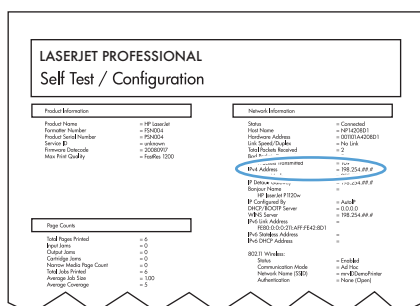 LASERJET PROFESSIONAL
Self Test / Configuration
Product Information
Product Name = HP LaserJet
Formatter Number = FSN004
Product Serial Number = PSN004
Service ID = unknown
Firmware Datecode = 20080917
Max Print Quality = FastRes 1200
Page Counts
Total Pages Printed = 6
Input Jams = 0
Output Jams = 0
Cartridge Jams = 0
Narrow Media Page Count = 0
Total Jobs Printed = 6
Average Job Size = 1.00
Average Coverage = 5
Network Information
Status = Connected
Host Name = NPI4208D1
Hardware Address = 001101A4208D1
Link Speed/Duplex = No Link
Total Packets Received = 2
IPv4 Address = 198.254.##.#
Bonjour Name =
HP LaserJet P1120w
IP Configured By = AutoIP
DHCP/BOOTP Server = 0.0.0.0
WINS Server = 198.254.##.#
IPv6 Link Address =
FE80:0:0:0:211:AFF:FE42:8D1
IPv6 Stateless Address =
IPv6 DHCP Address =
802.11 Wireless:
Status = Enabled
Communication Mode = Ad Hoc
Network Name (SSID) = mrvlDDemoPrinter
Authentication = None (Open)